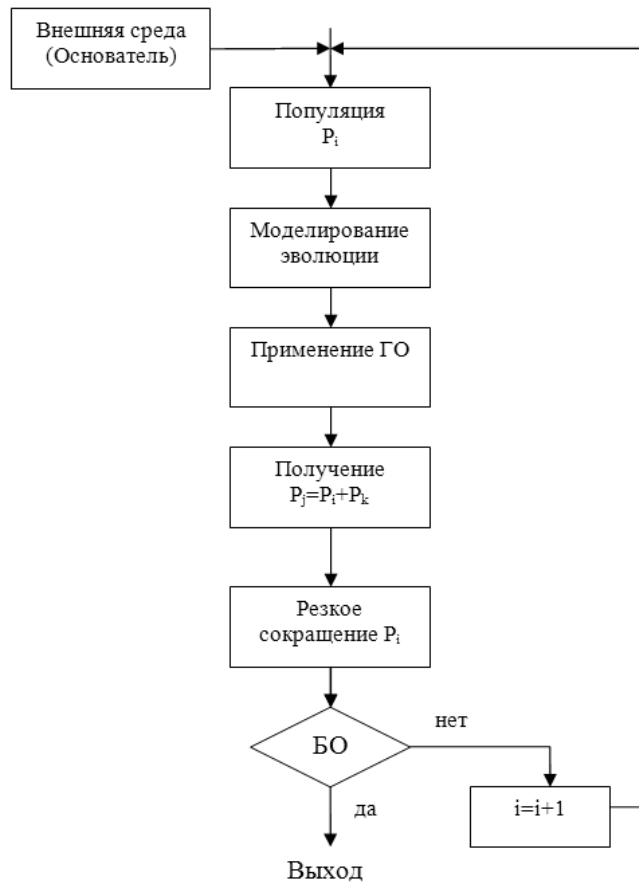 Внешняя среда
(Основатель)
Популяция
Pᵢ
Моделирование
эволюции
Применение ГО
Получение
Pⱼ=Pᵢ+Pₖ
Резкое
сокращение Pᵢ
БО
нет
i=i+1
да
Выход